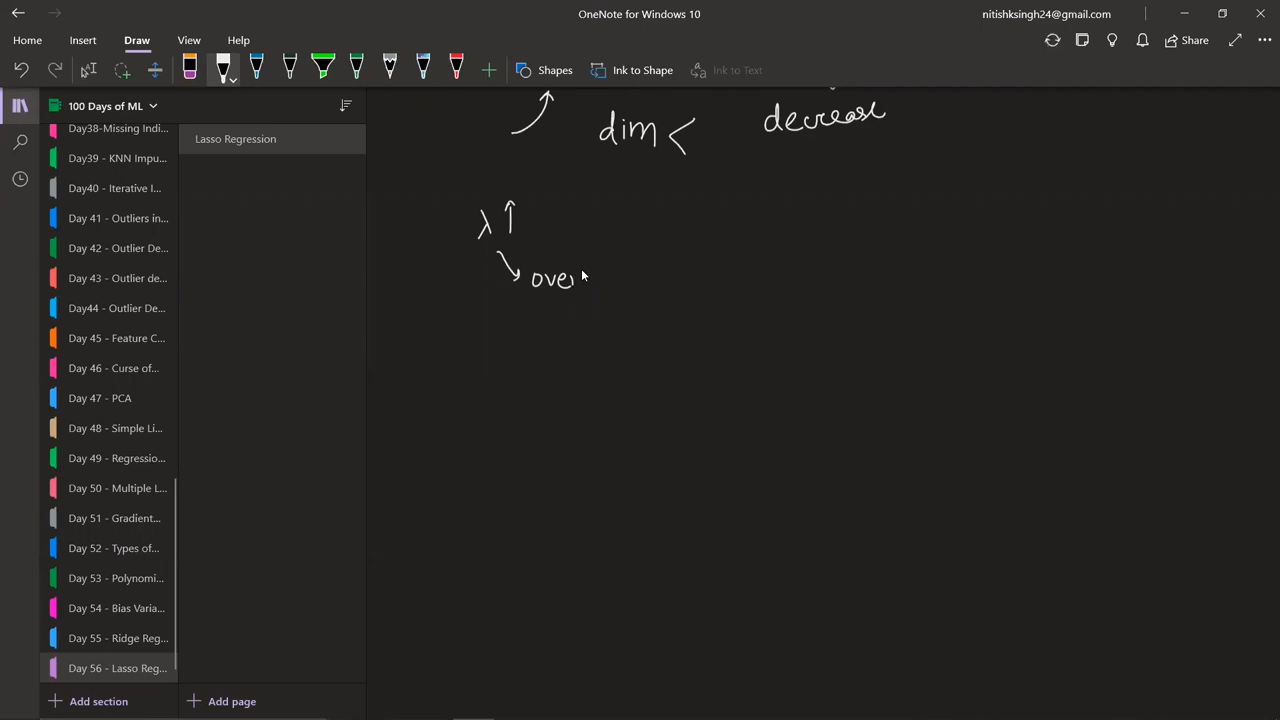 OneNote for Windows 10
nitishksingh24@gmail.com
Home
Insert
Draw
View
Help
Share
Shapes
Ink to Shape
Ink to Text
100 Days of ML
Day38-Missing Indi...
Day39 - KNN Impu...
Day40 - Iterative I...
Day 41 - Outliers in...
Day 42 - Outlier De...
Day 43 - Outlier de...
Day44 - Outlier De...
Day 45 - Feature C...
Day 46 - Curse of...
Day 47 - PCA
Day 48 - Simple Li...
Day 49 - Regressio...
Day 50 - Multiple L...
Day 51 - Gradient...
Day 52 - Types of...
Day 53 - Polynomi...
Day 54 - Bias Varia...
Day 55 - Ridge Reg...
Day 56 - Lasso Reg...
Add section
Lasso Regression
Add page
dim < decrease
λ ↑
over